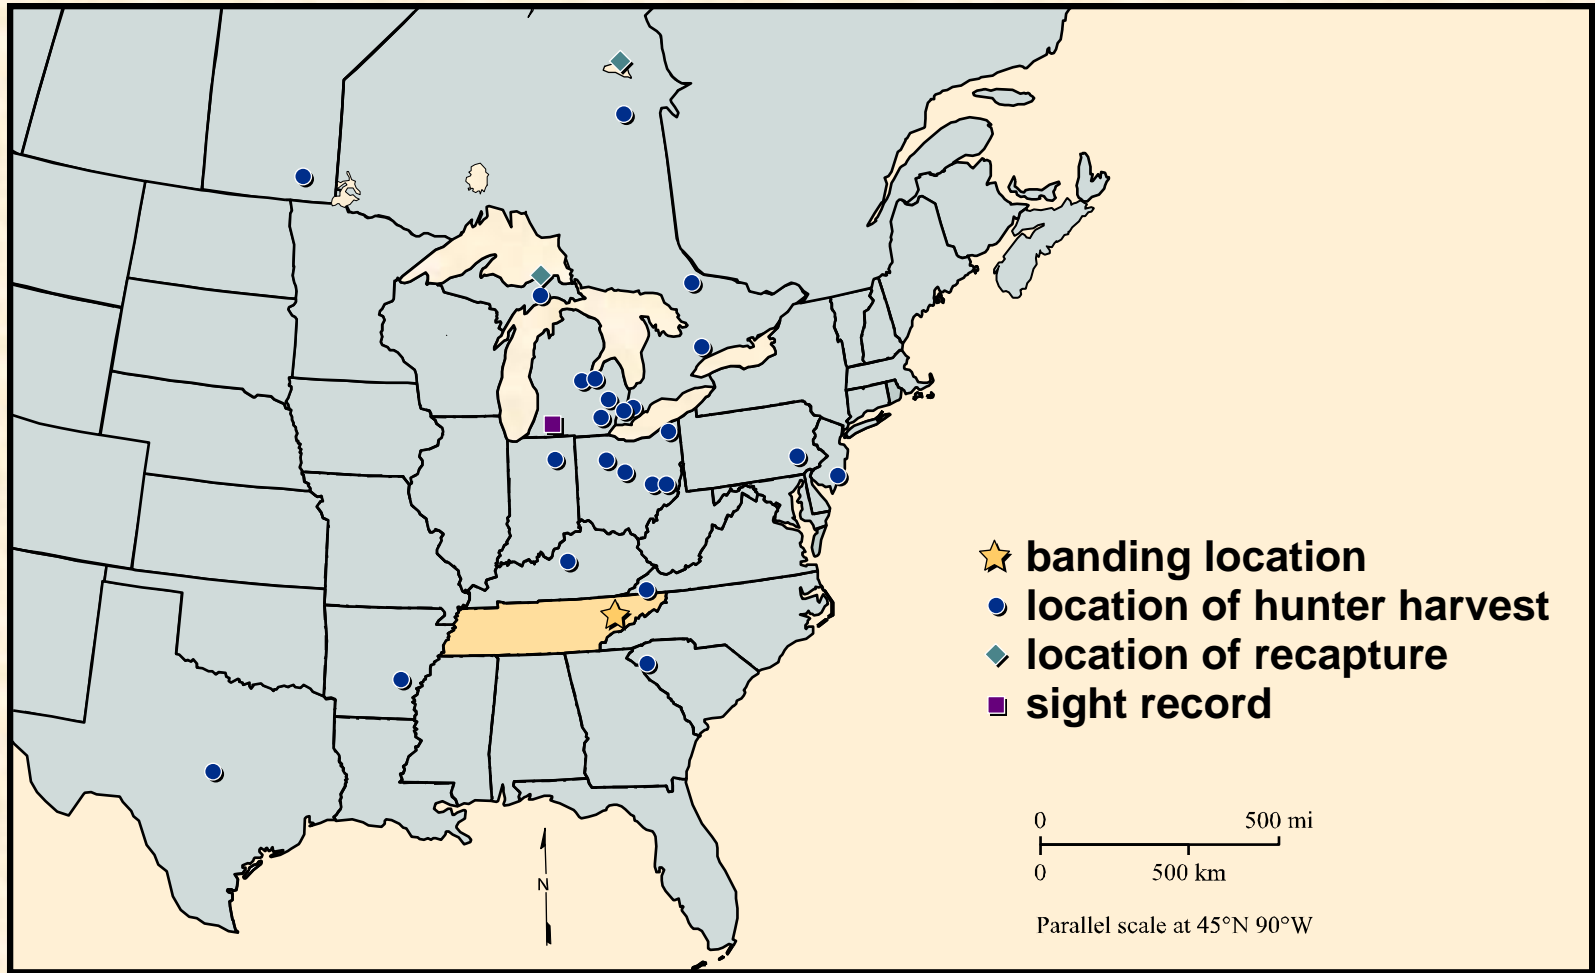 banding location
location of hunter harvest
location of recapture
sight record
0 500 mi
0 500 km
Parallel scale at 45°N 90°W
N